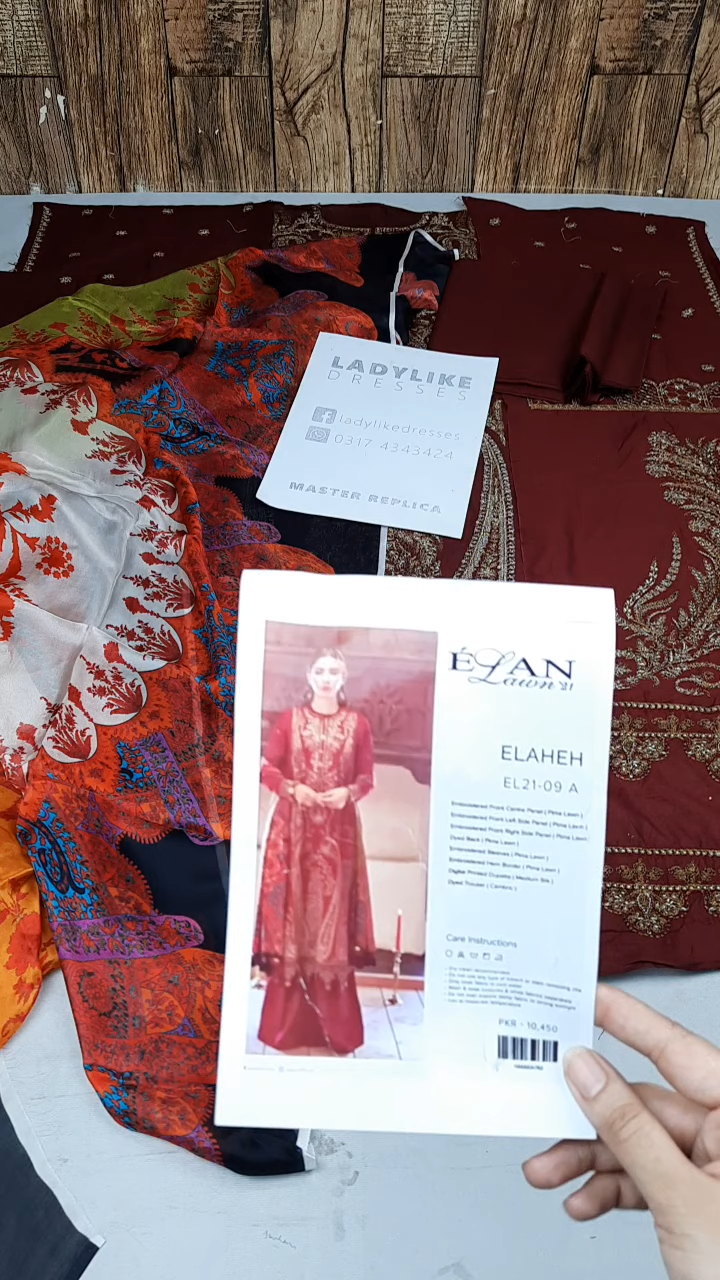 LADYLIKE
DRESSES
ladylikedresses
0317 4343424
MASTER REPLICA
ÉLAN
Lawn '21
ELAHEH
EL21-09 A
Embroidered Front Centre Panel ( Pima Lawn )
Embroidered Front Left Side Panel ( Pima Lawn )
Embroidered Front Right Side Panel ( Pima Lawn )
Dyed Back ( Pima Lawn )
Embroidered Sleeves ( Pima Lawn )
Embroidered Hem Border ( Pima Lawn )
Digital Printed Dupatta ( Medium Silk )
Dyed Trouser ( Cambric )
Care Instructions
- Dry clean recommended
PKR - 10,450